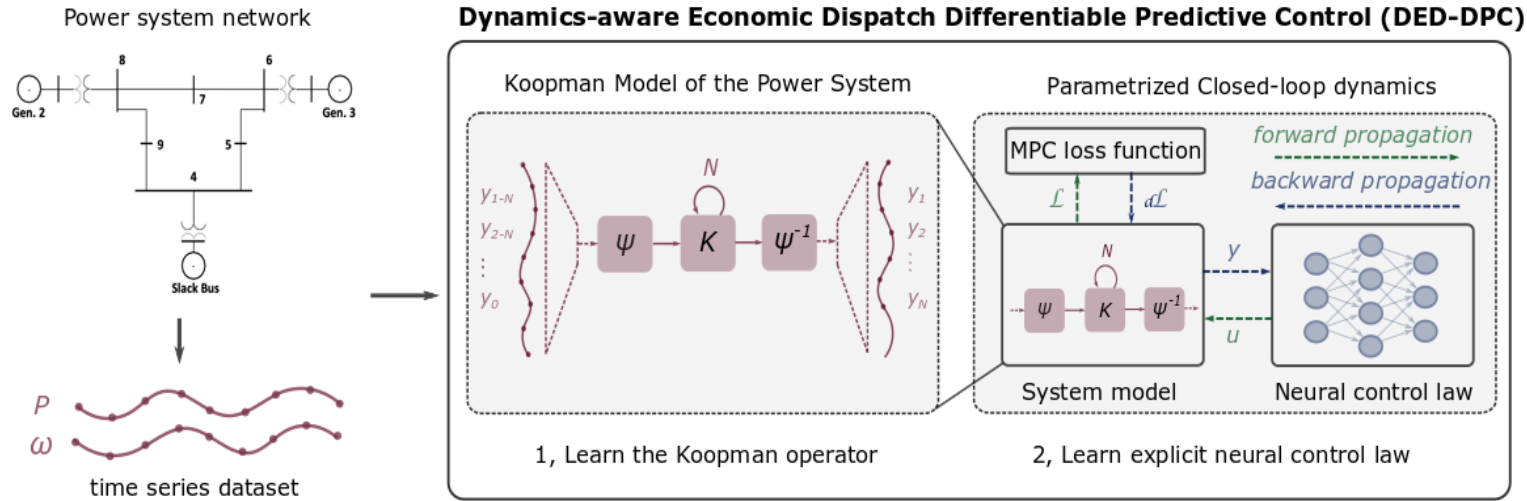 Power system network
8
6
7
Gen. 2
Gen. 3
9
5
4
Slack Bus
P
ω
time series dataset
Dynamics-aware Economic Dispatch Differentiable Predictive Control (DED-DPC)
Koopman Model of the Power System
y1-N
y2-N
⋮
y0
Ψ
N
K
Ψ-1
y1
y2
⋮
yN
1, Learn the Koopman operator
Parametrized Closed-loop dynamics
MPC loss function
forward propagation
backward propagation
ℒ
dℒ
N
Ψ
K
Ψ-1
y
u
System model
Neural control law
2, Learn explicit neural control law